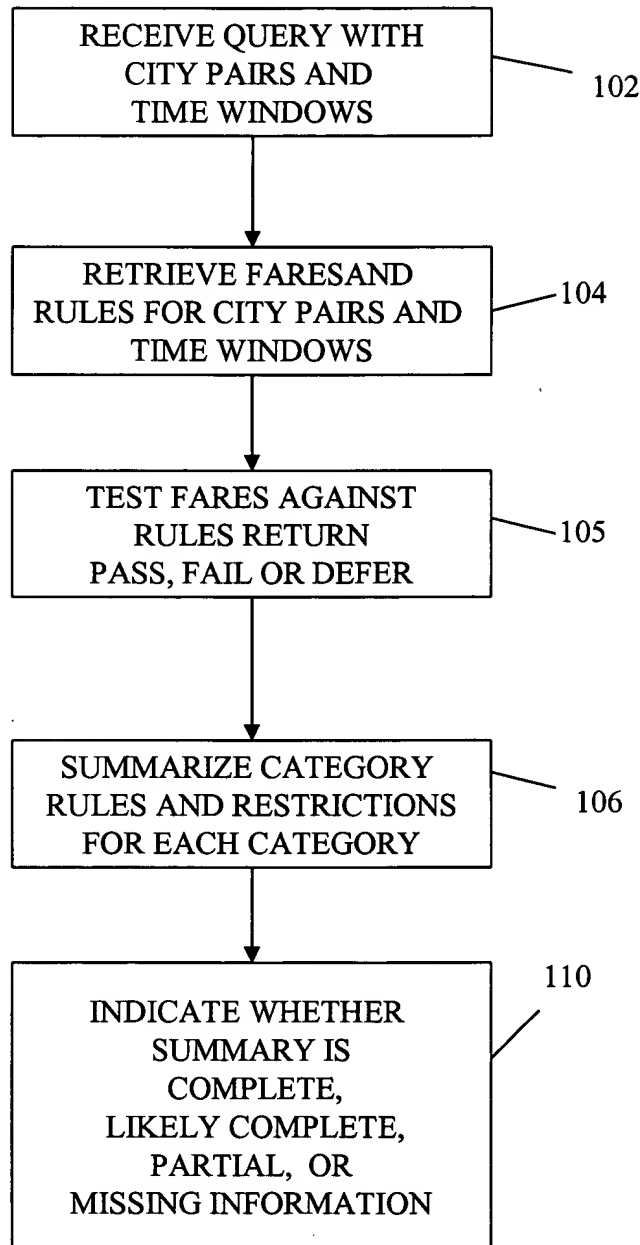 RECEIVE QUERY WITH
CITY PAIRS AND
TIME WINDOWS
102
RETRIEVE FARESAND
RULES FOR CITY PAIRS AND
TIME WINDOWS
104
TEST FARES AGAINST
RULES RETURN
PASS, FAIL OR DEFER
105
SUMMARIZE CATEGORY
RULES AND RESTRICTIONS
FOR EACH CATEGORY
106
INDICATE WHETHER
SUMMARY IS
COMPLETE,
LIKELY COMPLETE,
PARTIAL, OR
MISSING INFORMATION
110